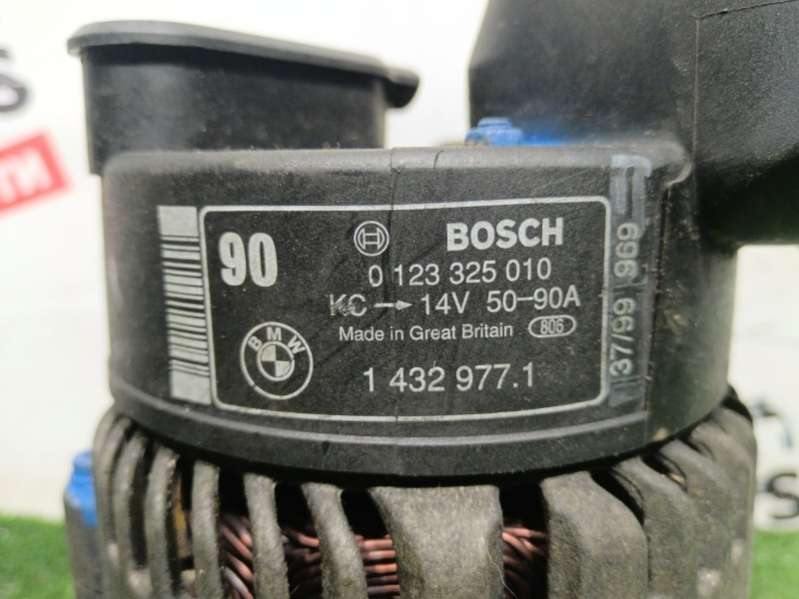 90
BOSCH
0 123 325 010
KC → 14V 50-90A
Made in Great Britain 806
BMW
1 432 977.1
37/99 969